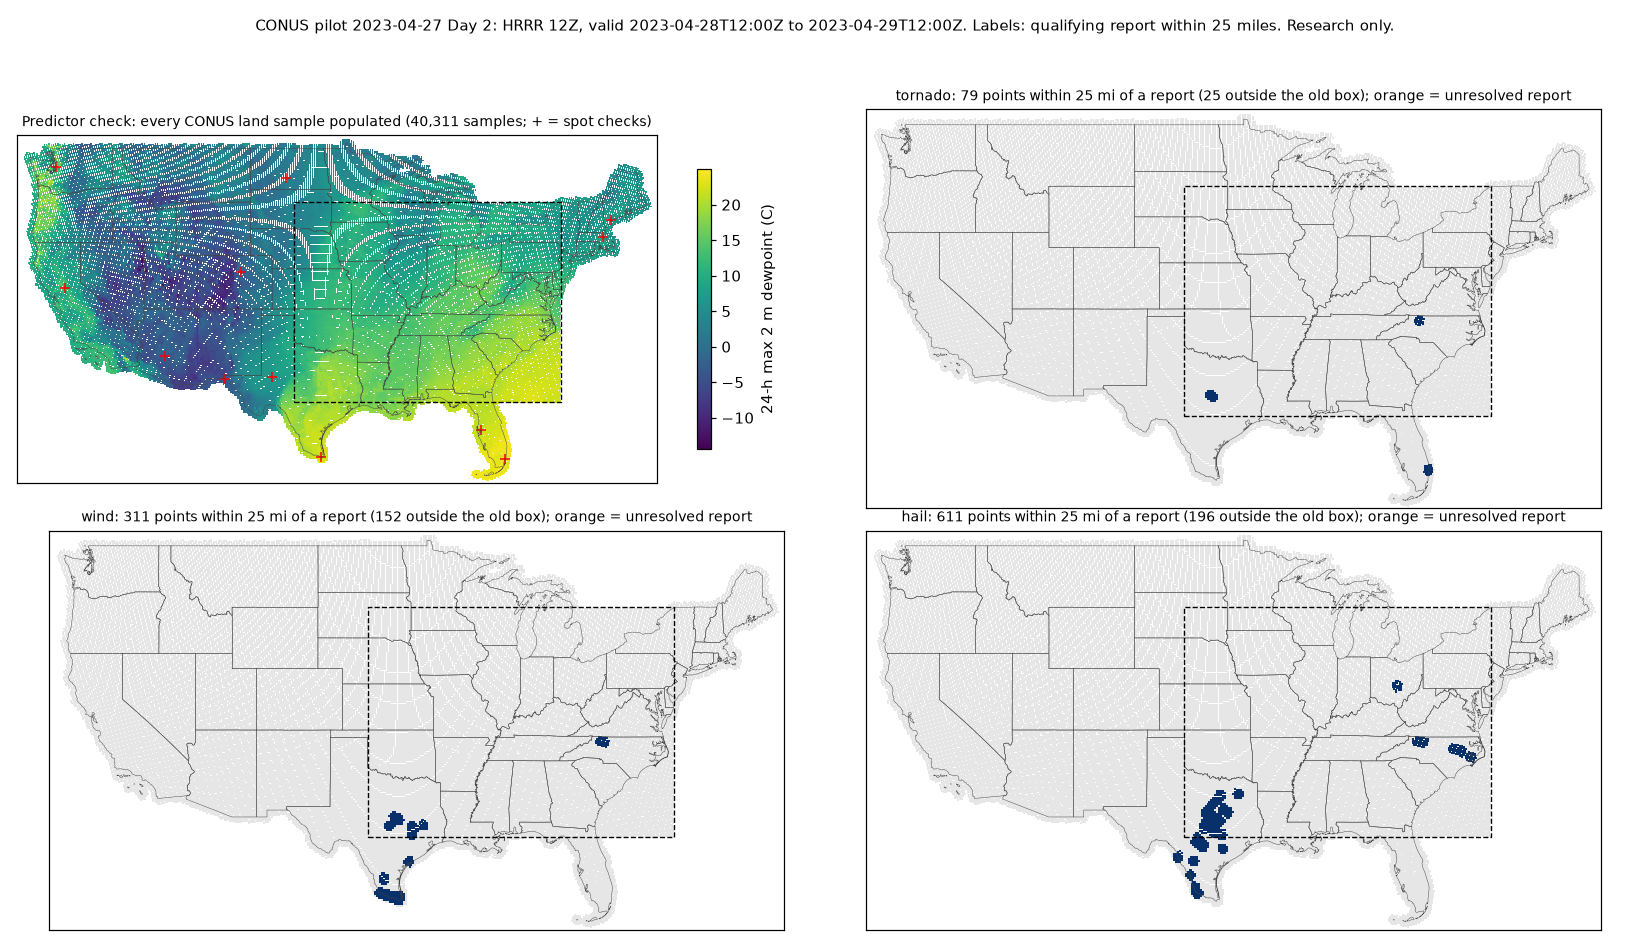 CONUS pilot 2023-04-27 Day 2: HRRR 12Z, valid 2023-04-28T12:00Z to 2023-04-29T12:00Z. Labels: qualifying report within 25 miles. Research only.
Predictor check: every CONUS land sample populated (40,311 samples; + = spot checks)
20
15
10
5
0
−5
−10
24-h max 2 m dewpoint (C)
tornado: 79 points within 25 mi of a report (25 outside the old box); orange = unresolved report
wind: 311 points within 25 mi of a report (152 outside the old box); orange = unresolved report
hail: 611 points within 25 mi of a report (196 outside the old box); orange = unresolved report